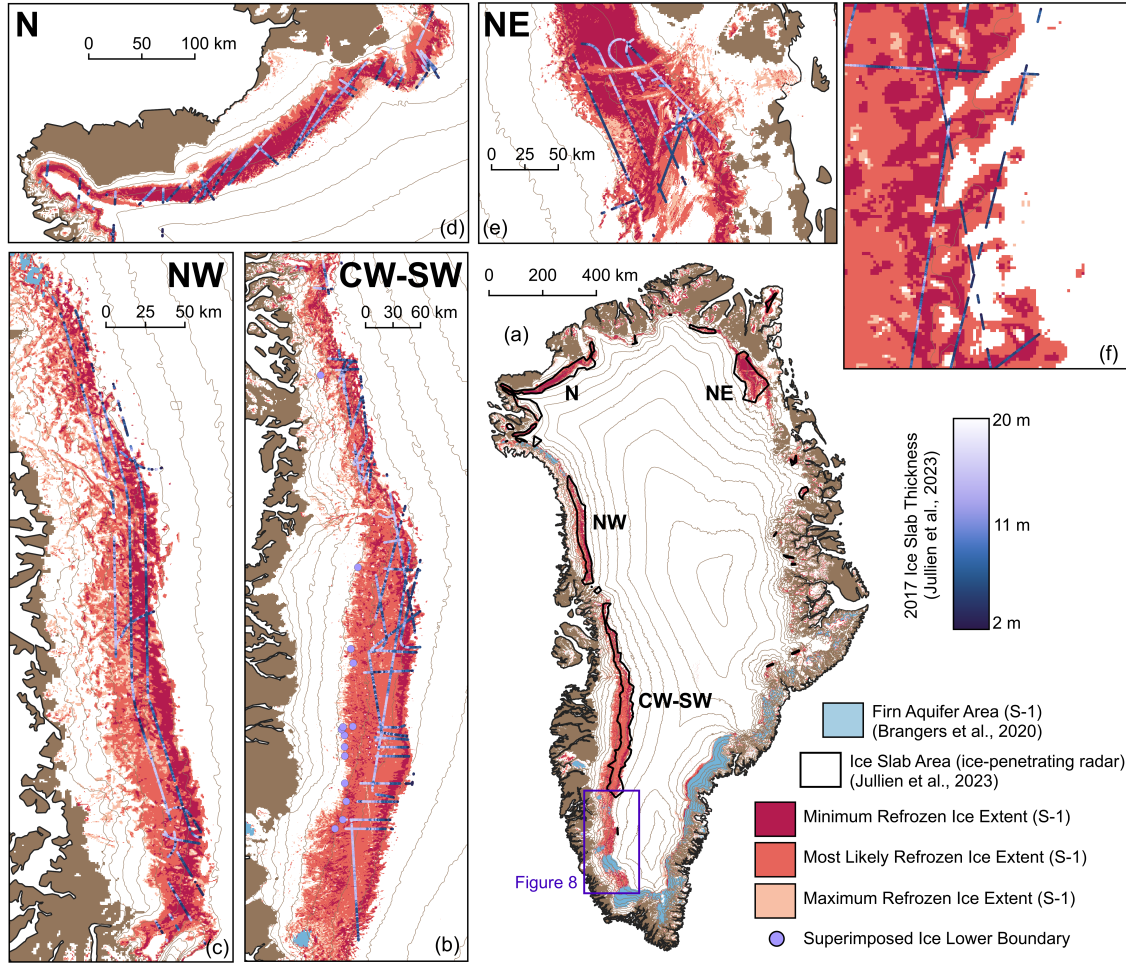 N
0 50 100 km
(d)
NE
0 25 50 km
(e)
(f)
NW
0 25 50 km
(c)
CW-SW
0 30 60 km
(b)
0 200 400 km
(a)
N
NE
NW
CW-SW
Figure 8
2017 Ice Slab Thickness
(Jullien et al., 2023)
20 m
11 m
2 m
Firn Aquifer Area (S-1)
(Brangers et al., 2020)
Ice Slab Area (ice-penetrating radar)
(Jullien et al., 2023)
Minimum Refrozen Ice Extent (S-1)
Most Likely Refrozen Ice Extent (S-1)
Maximum Refrozen Ice Extent (S-1)
Superimposed Ice Lower Boundary